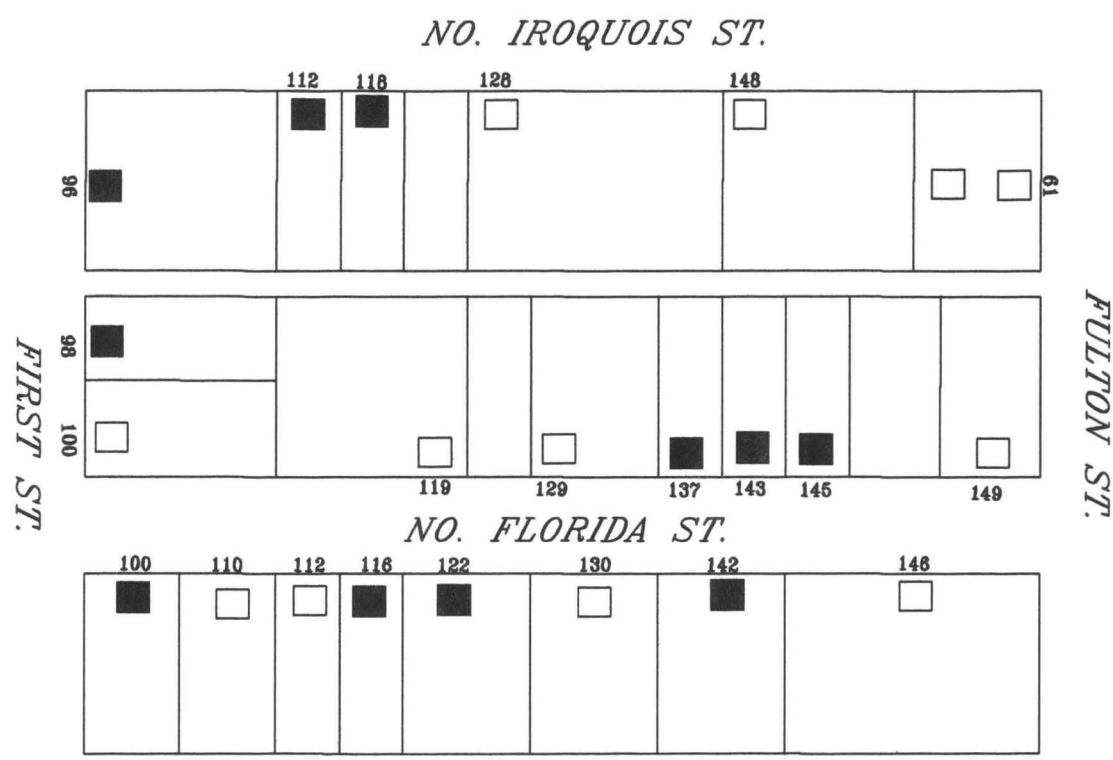 NO. IROQUOIS ST.
112 118 128 148
96
61
98
100
FIRST ST.
FULTON ST.
119 129 137 143 145 149
NO. FLORIDA ST.
100 110 112 116 122 130 142 146